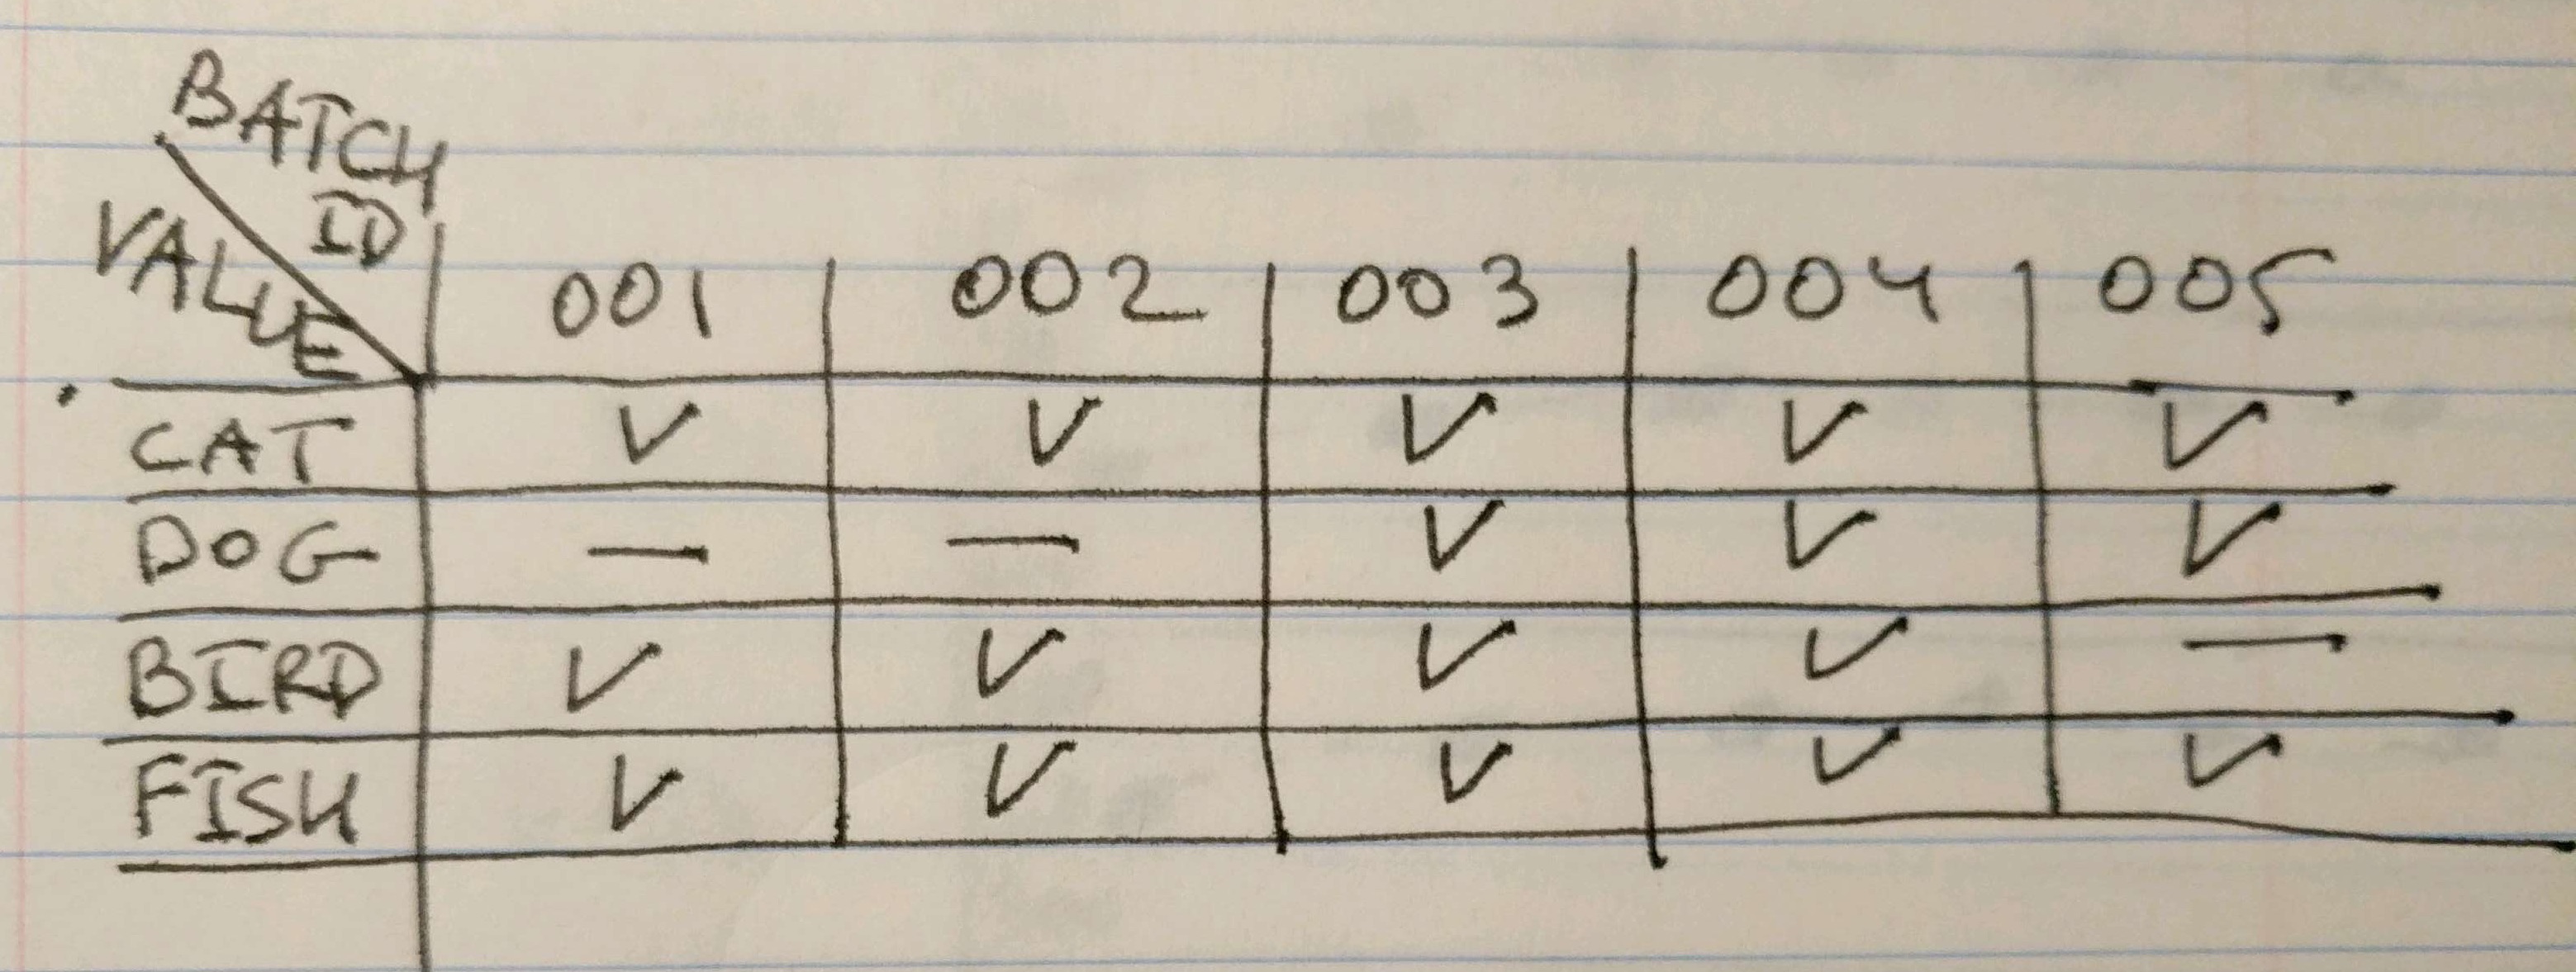 BATCH
ID
VALUE
001 002 003 004 005
CAT ✓ ✓ ✓ ✓ ✓
DOG — — ✓ ✓ ✓
BIRD ✓ ✓ ✓ ✓ —
FISH ✓ ✓ ✓ ✓ ✓